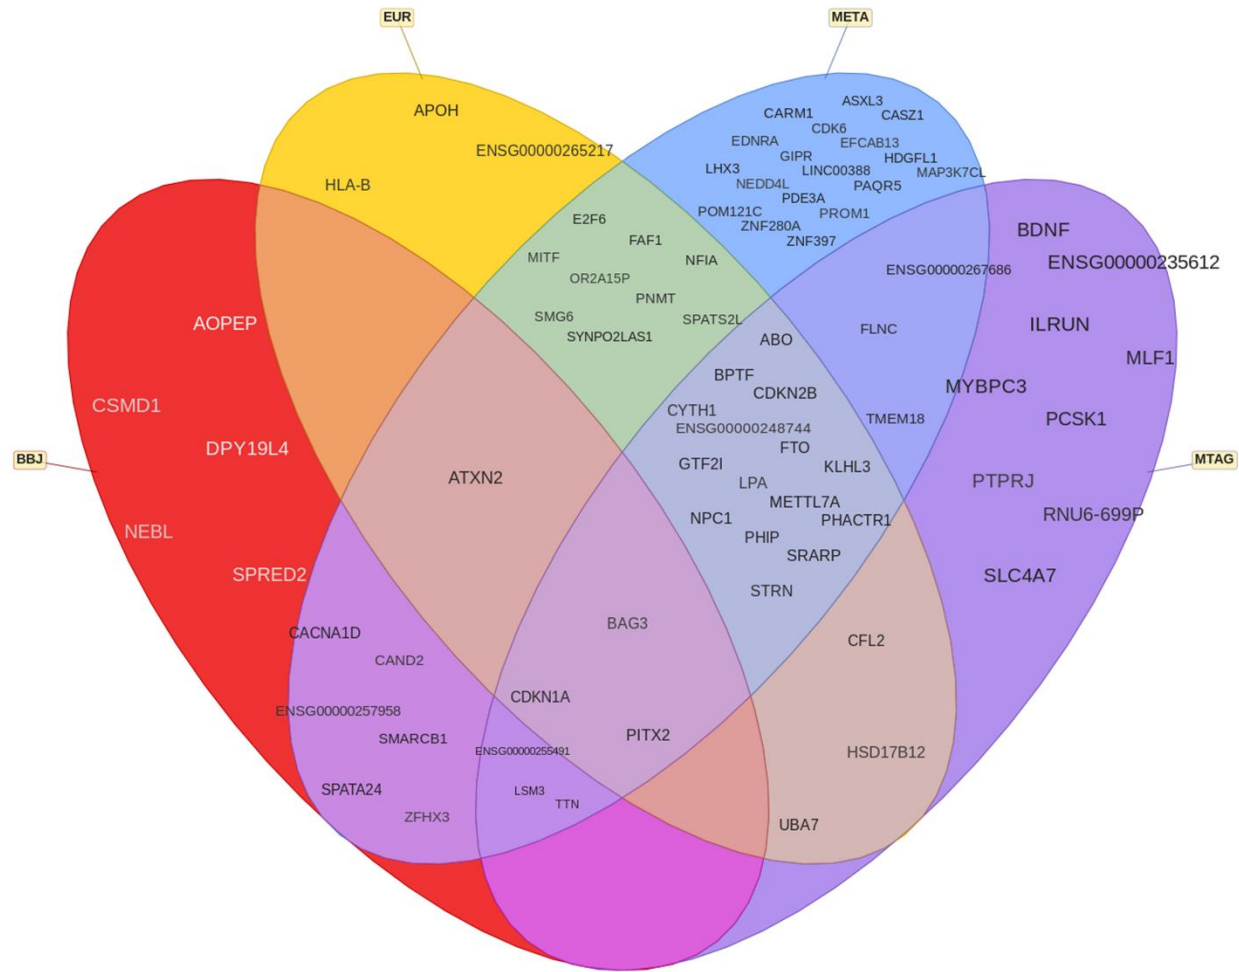 EUR
META
APOH
ENSG00000265217
HLA-B
CARM1
ASXL3
CASZ1
CDK6
EDNRA
EFCAB13
GIPR
HDGFL1
LHX3
LINC00388
MAP3K7CL
NEDD4L
PAQR5
PDE3A
POM121C
PROM1
ZNF280A
ZNF397
E2F6
FAF1
MITF
NFIA
OR2A15P
PNMT
SMG6
SPATS2L
SYNPO2LAS1
ENSG00000267686
FLNC
TMEM18
BDNF
ENSG00000235612
ILRUN
MLF1
MYBPC3
PCSK1
PTPRJ
RNU6-699P
SLC4A7
MTAG
BBJ
AOPEP
CSMD1
DPY19L4
NEBL
SPRED2
ATXN2
ABO
BPTF
CDKN2B
CYTH1
ENSG00000248744
FTO
GTF2I
KLHL3
LPA
METTL7A
NPC1
PHACTR1
PHIP
SRARP
STRN
CACNA1D
CAND2
ENSG00000257958
SMARCB1
SPATA24
ZFHX3
BAG3
CDKN1A
PITX2
ENSG00000255491
LSM3
TTN
CFL2
HSD17B12
UBA7